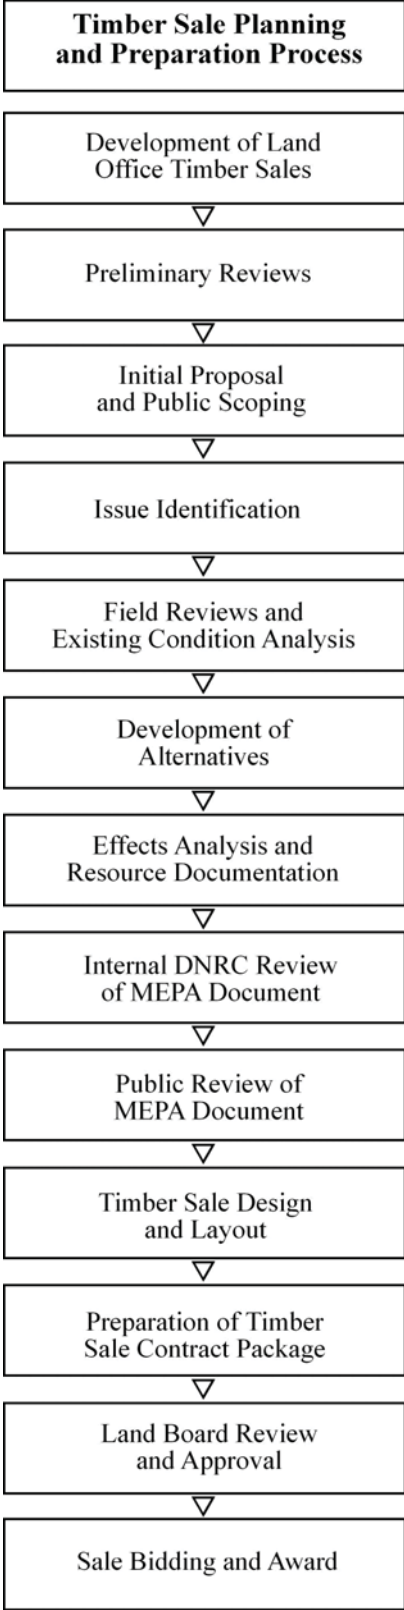 Timber Sale Planning
and Preparation Process
Development of Land
Office Timber Sales
Preliminary Reviews
Initial Proposal
and Public Scoping
Issue Identification
Field Reviews and
Existing Condition Analysis
Development of
Alternatives
Effects Analysis and
Resource Documentation
Internal DNRC Review
of MEPA Document
Public Review of
MEPA Document
Timber Sale Design
and Layout
Preparation of Timber
Sale Contract Package
Land Board Review
and Approval
Sale Bidding and Award